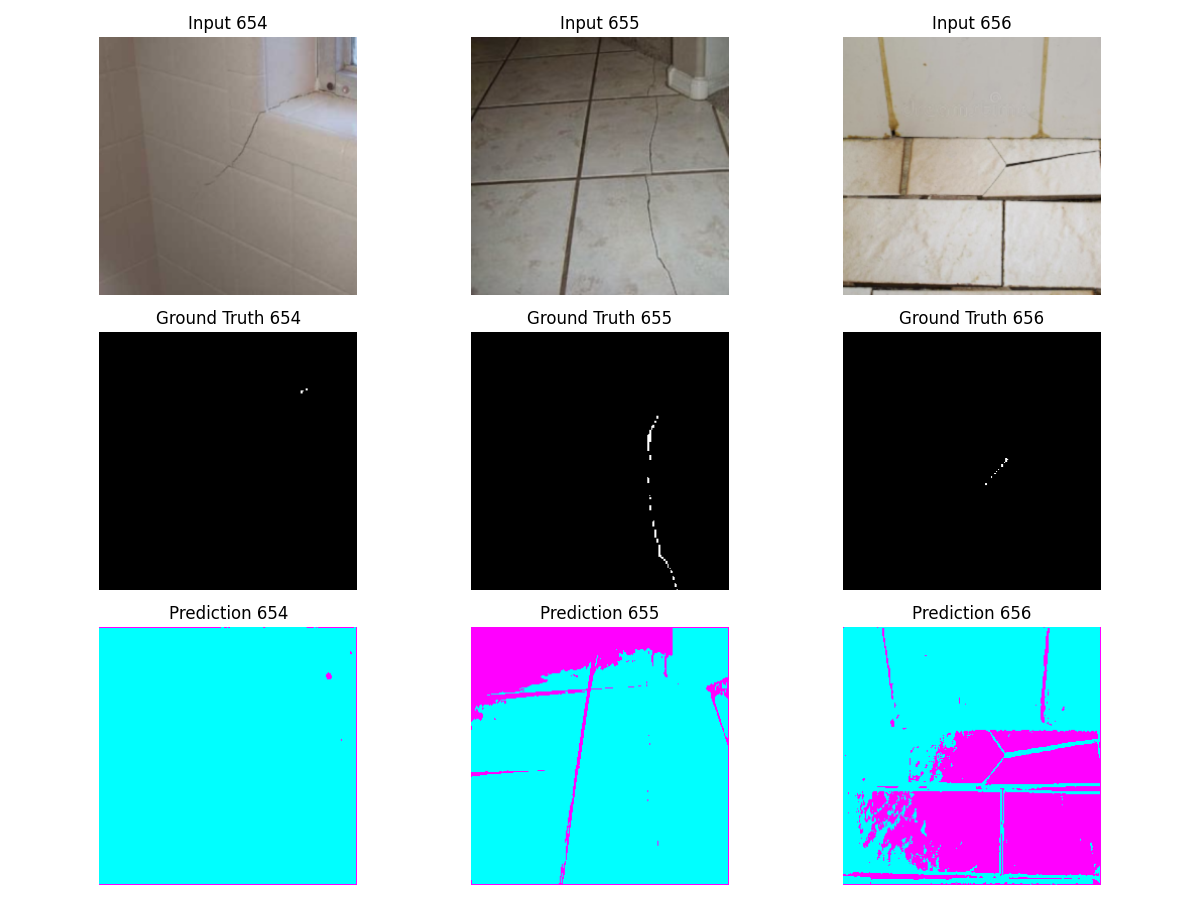 Input 654
Input 655
Input 656
Ground Truth 654
Ground Truth 655
Ground Truth 656
Prediction 654
Prediction 655
Prediction 656